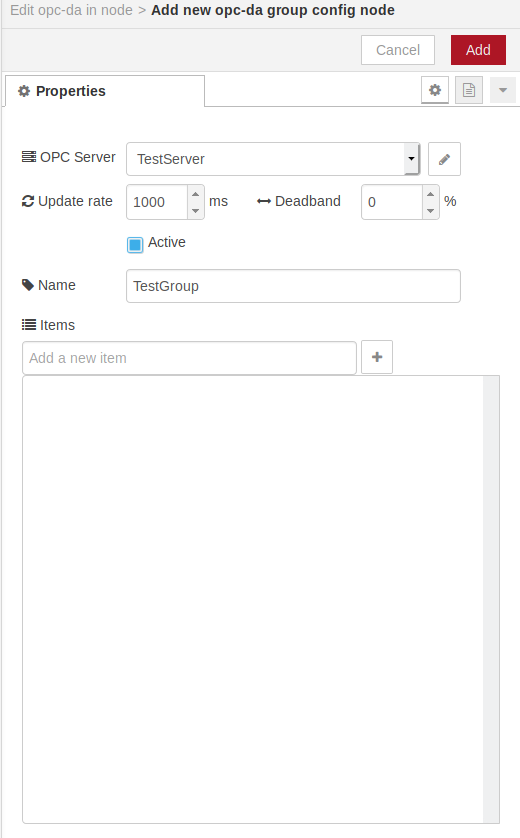 Edit opc-da in node > Add new opc-da group config node
Cancel Add
Properties
OPC Server TestServer
Update rate 1000 ms Deadband 0 %
Active
Name TestGroup
Items
Add a new item